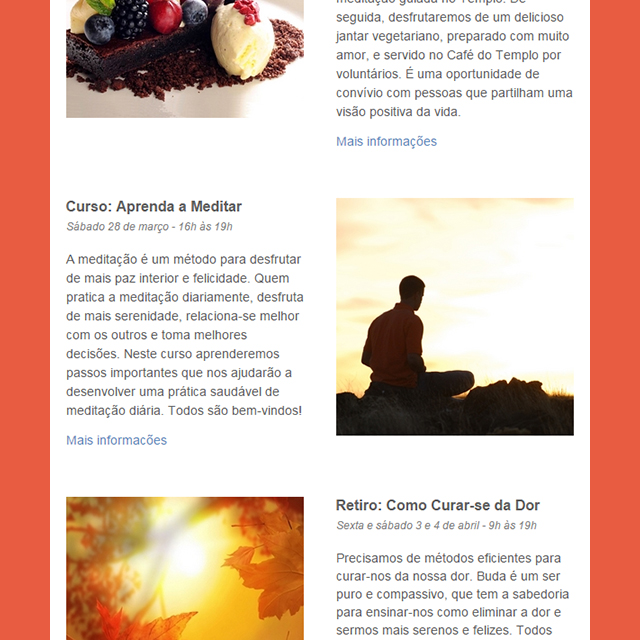 meditação guiada no Templo. De
seguida, desfrutaremos de um delicioso
jantar vegetariano, preparado com muito
amor, e servido no Café do Templo por
voluntários. É uma oportunidade de
convívio com pessoas que partilham uma
visão positiva da vida.
Mais informações
Curso: Aprenda a Meditar
Sábado 28 de março - 16h às 19h
A meditação é um método para desfrutar
de mais paz interior e felicidade. Quem
pratica a meditação diariamente, desfruta
de mais serenidade, relaciona-se melhor
com os outros e toma melhores
decisões. Neste curso aprenderemos
passos importantes que nos ajudarão a
desenvolver uma prática saudável de
meditação diária. Todos são bem-vindos!
Mais informacões
Retiro: Como Curar-se da Dor
Sexta e sábado 3 e 4 de abril - 9h às 19h
Precisamos de métodos eficientes para
curar-nos da nossa dor. Buda é um ser
puro e compassivo, que tem a sabedoria
para ensinar-nos como eliminar a dor e
sermos mais serenos e felizes. Todos